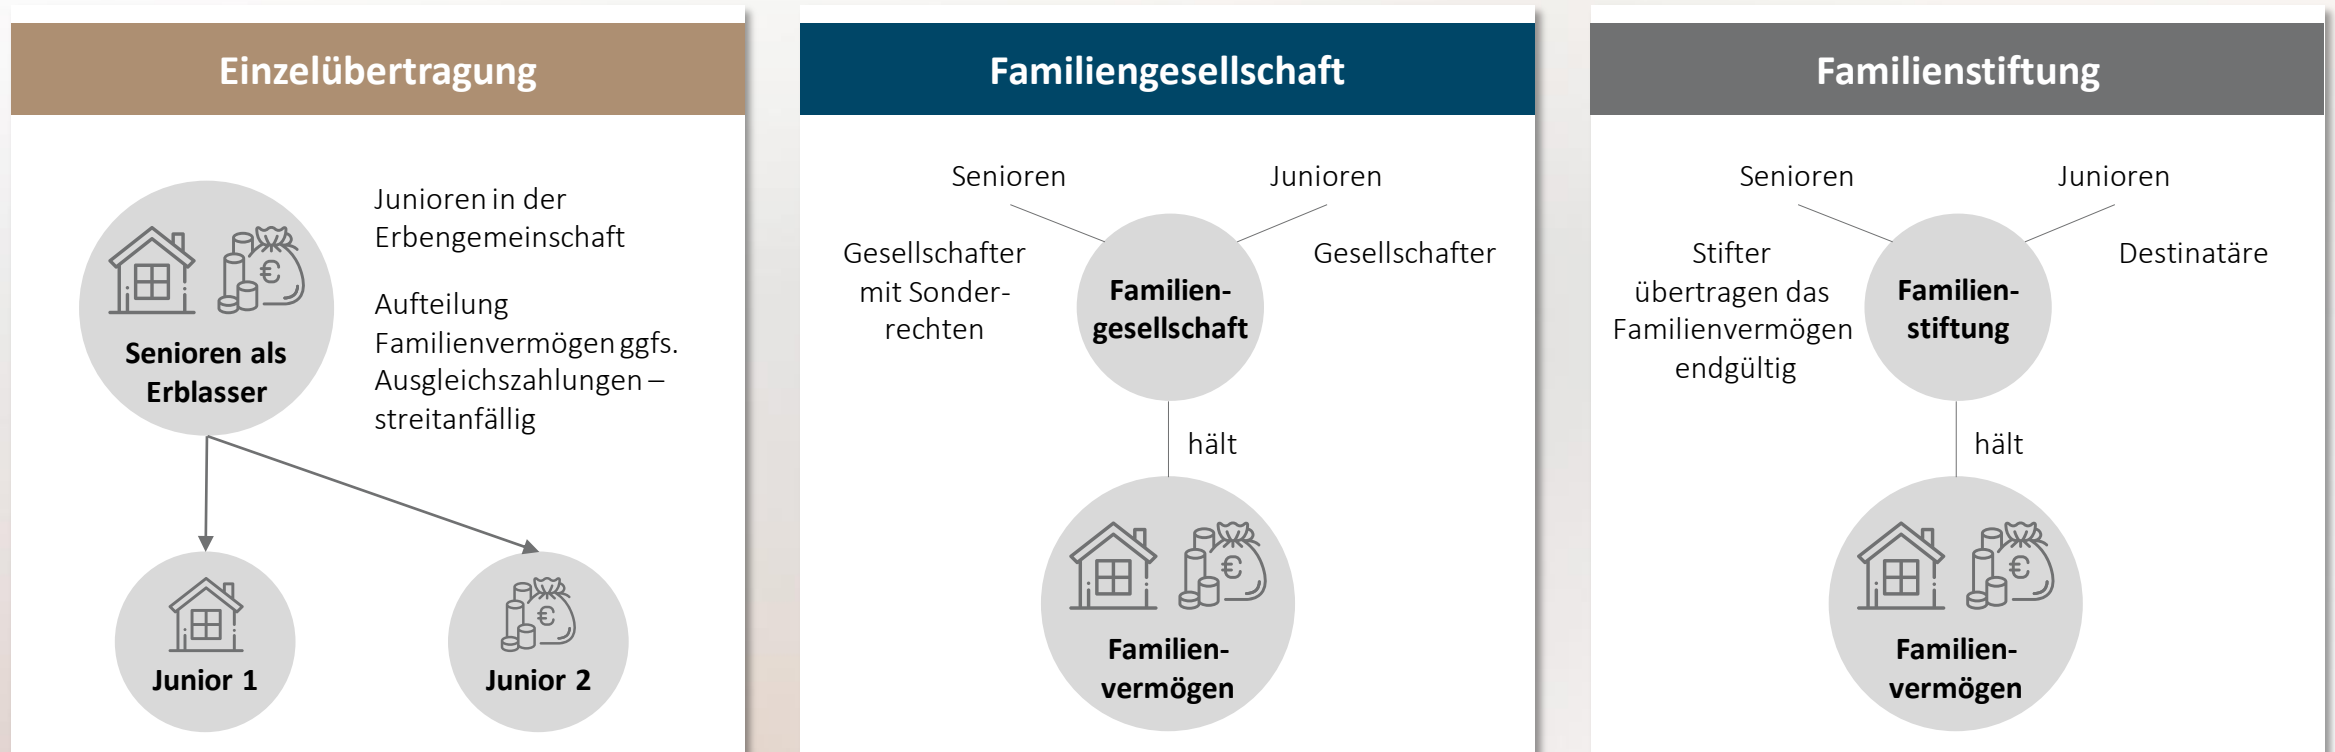 Einzelübertragung
Junioren in der
Erbengemeinschaft
Aufteilung
Familienvermögen ggfs.
Ausgleichszahlungen –
streitanfällig
€
Senioren als
Erblasser
Junior 1
€
Junior 2
Familiengesellschaft
Senioren
Junioren
Gesellschafter
mit Sonder-
rechten
Gesellschafter
Familien-
gesellschaft
hält
€
Familien-
vermögen
Familienstiftung
Senioren
Junioren
Stifter
übertragen das
Familienvermögen
endgültig
Destinatäre
Familien-
stiftung
hält
€
Familien-
vermögen